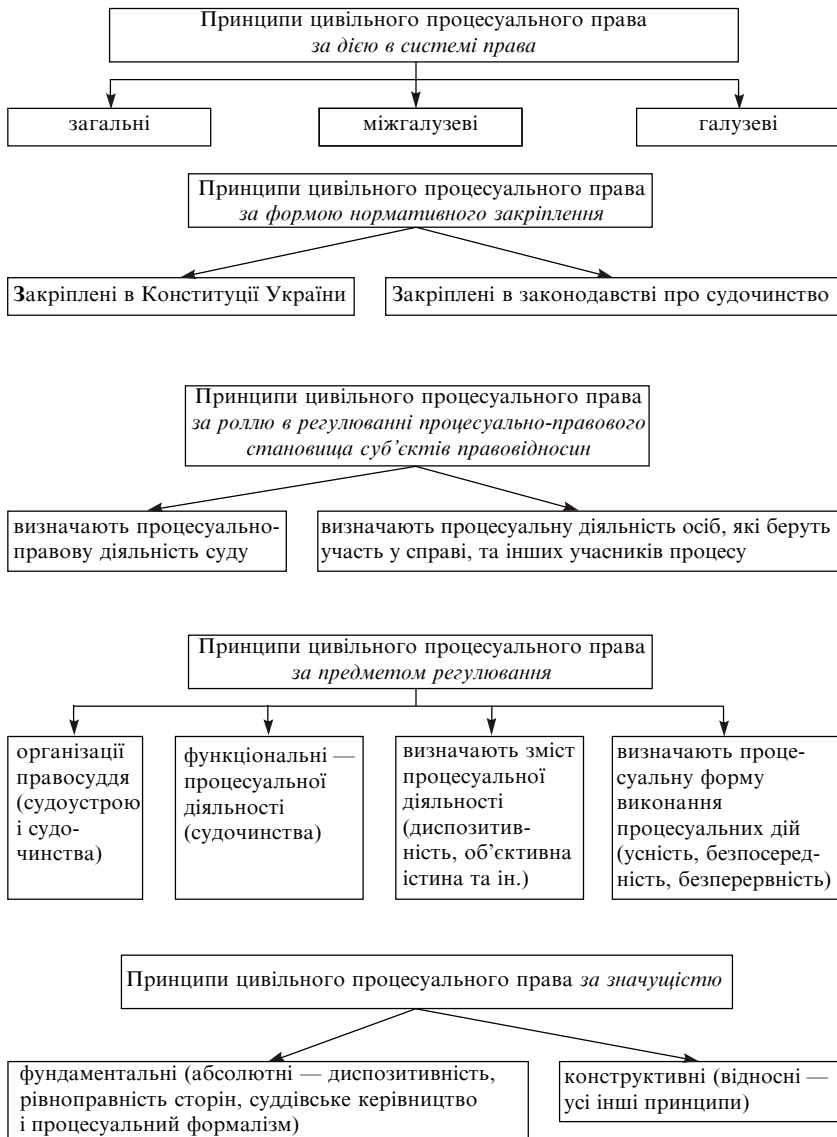 Принципи цивільного процесуального права
за дією в системі права
загальні
міжгалузеві
галузеві
Принципи цивільного процесуального права
за формою нормативного закріплення
Закріплені в Конституції України
Закріплені в законодавстві про судочинство
Принципи цивільного процесуального права
за роллю в регулюванні процесуально-правового
становища суб’єктів правовідносин
визначають процесуально-
правову діяльність суду
визначають процесуальну діяльність осіб, які беруть
участь у справі, та інших учасників процесу
Принципи цивільного процесуального права
за предметом регулювання
організації
правосуддя
(судоустрою
і судо-
чинства)
функціональні —
процесуальної
діяльності
(судочинства)
визначають зміст
процесуальної
діяльності
(диспозитив-
ність, об’єктивна
істина та ін.)
визначають проце-
суальну форму
виконання
процесуальних дій
(усність, безпосеред-
ність, безперервність)
Принципи цивільного процесуального права за значущістю
фундаментальні (абсолютні — диспозитивність,
рівноправність сторін, суддівське керівництво
і процесуальний формалізм)
конструктивні (відносні —
усі інші принципи)